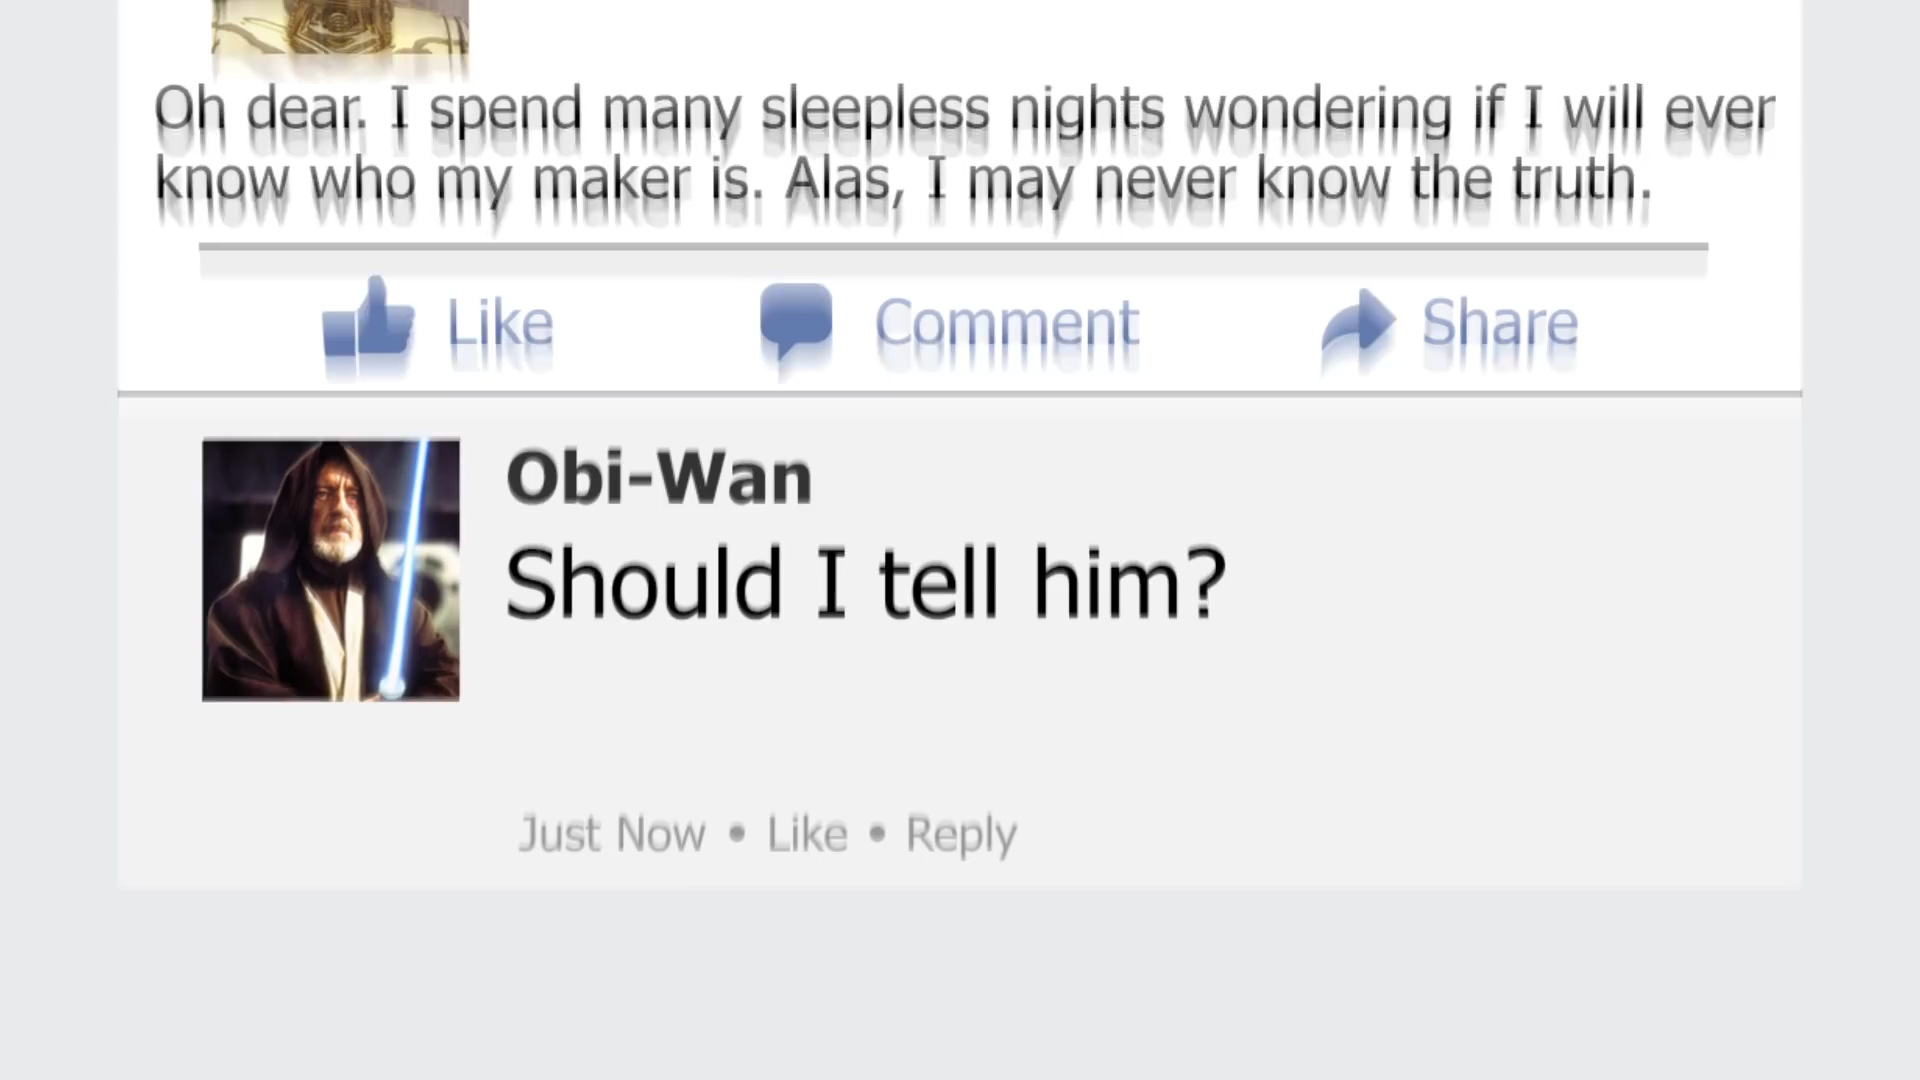 Oh dear. I spend many sleepless nights wondering if I will ever
know who my maker is. Alas, I may never know the truth.
Like Comment Share
Obi-Wan
Should I tell him?
Just Now • Like • Reply